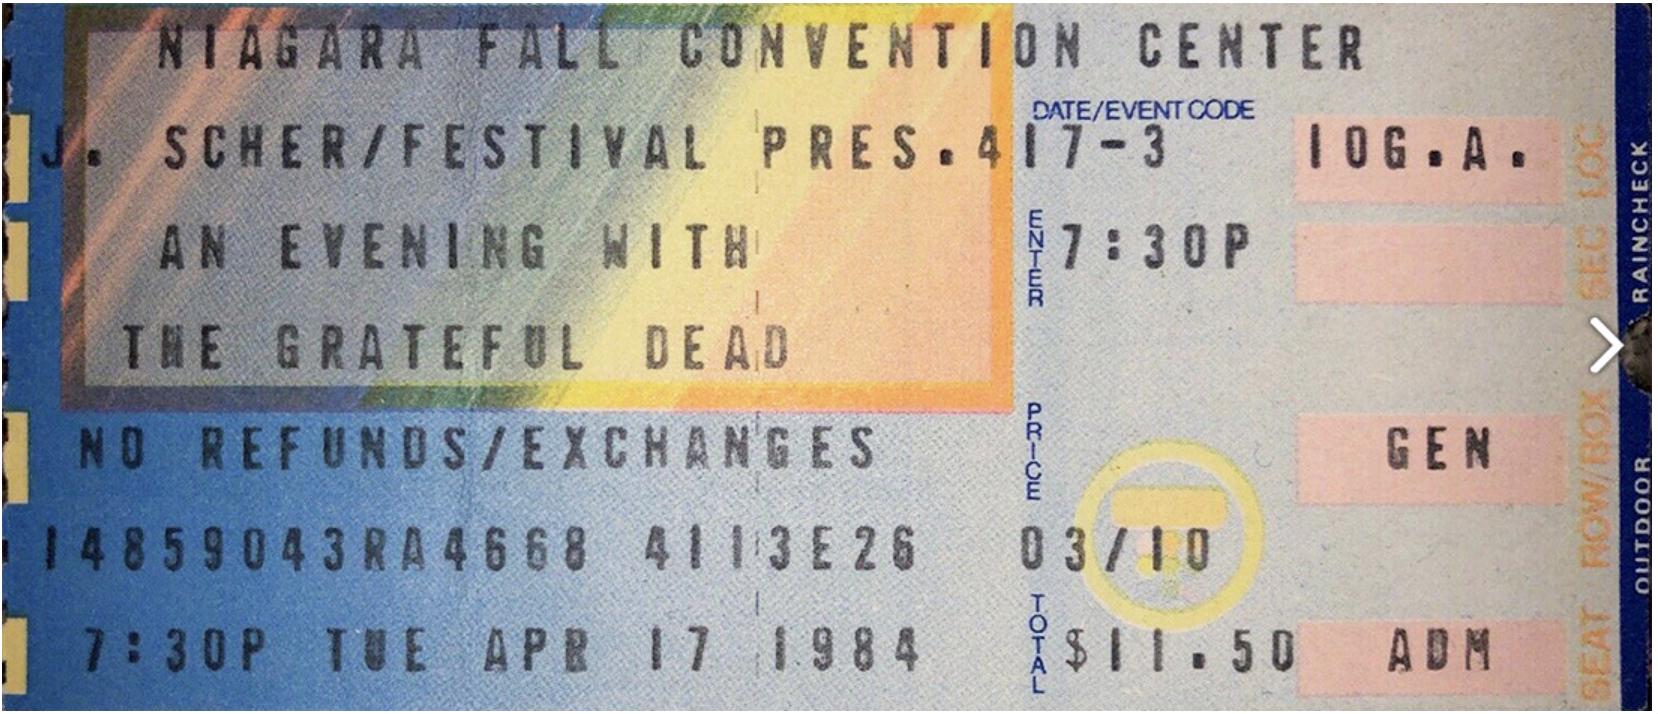 NIAGARA FALL CONVENTION CENTER
DATE/EVENT CODE
J. SCHER/FESTIVAL PRES.417-3 10G.A.
AN EVENING WITH
ENTER 7:30P
THE GRATEFUL DEAD
PRICE
NO REFUNDS/EXCHANGES GEN
14859043RA4668 4113E26 03/10
TOTAL
7:30P TUE APR 17 1984 $11.50 ADM
SEC LOC
ROW/BOX
SEAT
RAINCHECK
OUTDOOR